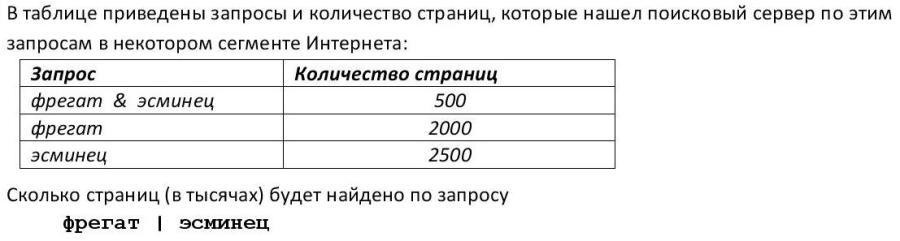 В таблице приведены запросы и количество страниц, которые нашел поисковый сервер по этим
запросам в некотором сегменте Интернета:
Запрос Количество страниц
фрегат & эсминец 500
фрегат 2000
эсминец 2500
Сколько страниц (в тысячах) будет найдено по запросу
фрегат | эсминец